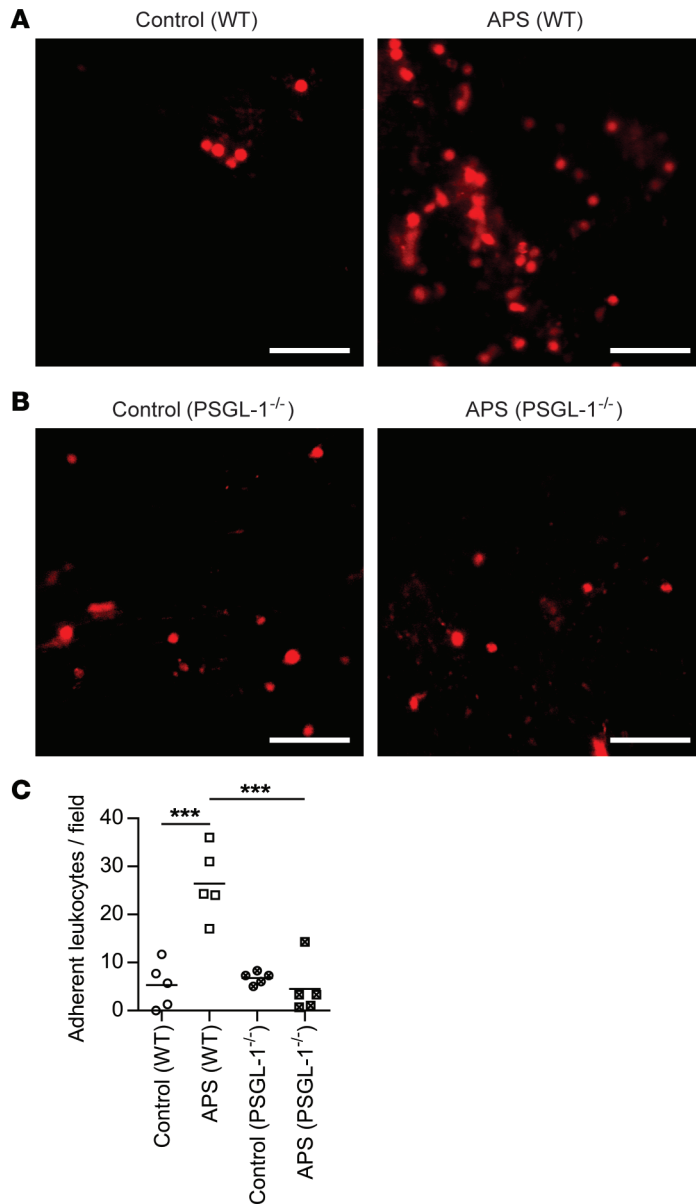 A
Control (WT)
APS (WT)
B
Control (PSGL-1-/-)
APS (PSGL-1-/-)
C
Adherent leukocytes / field
***
***
40
30
20
10
0
Control (WT)
APS (WT)
Control (PSGL-1-/-)
APS (PSGL-1-/-)